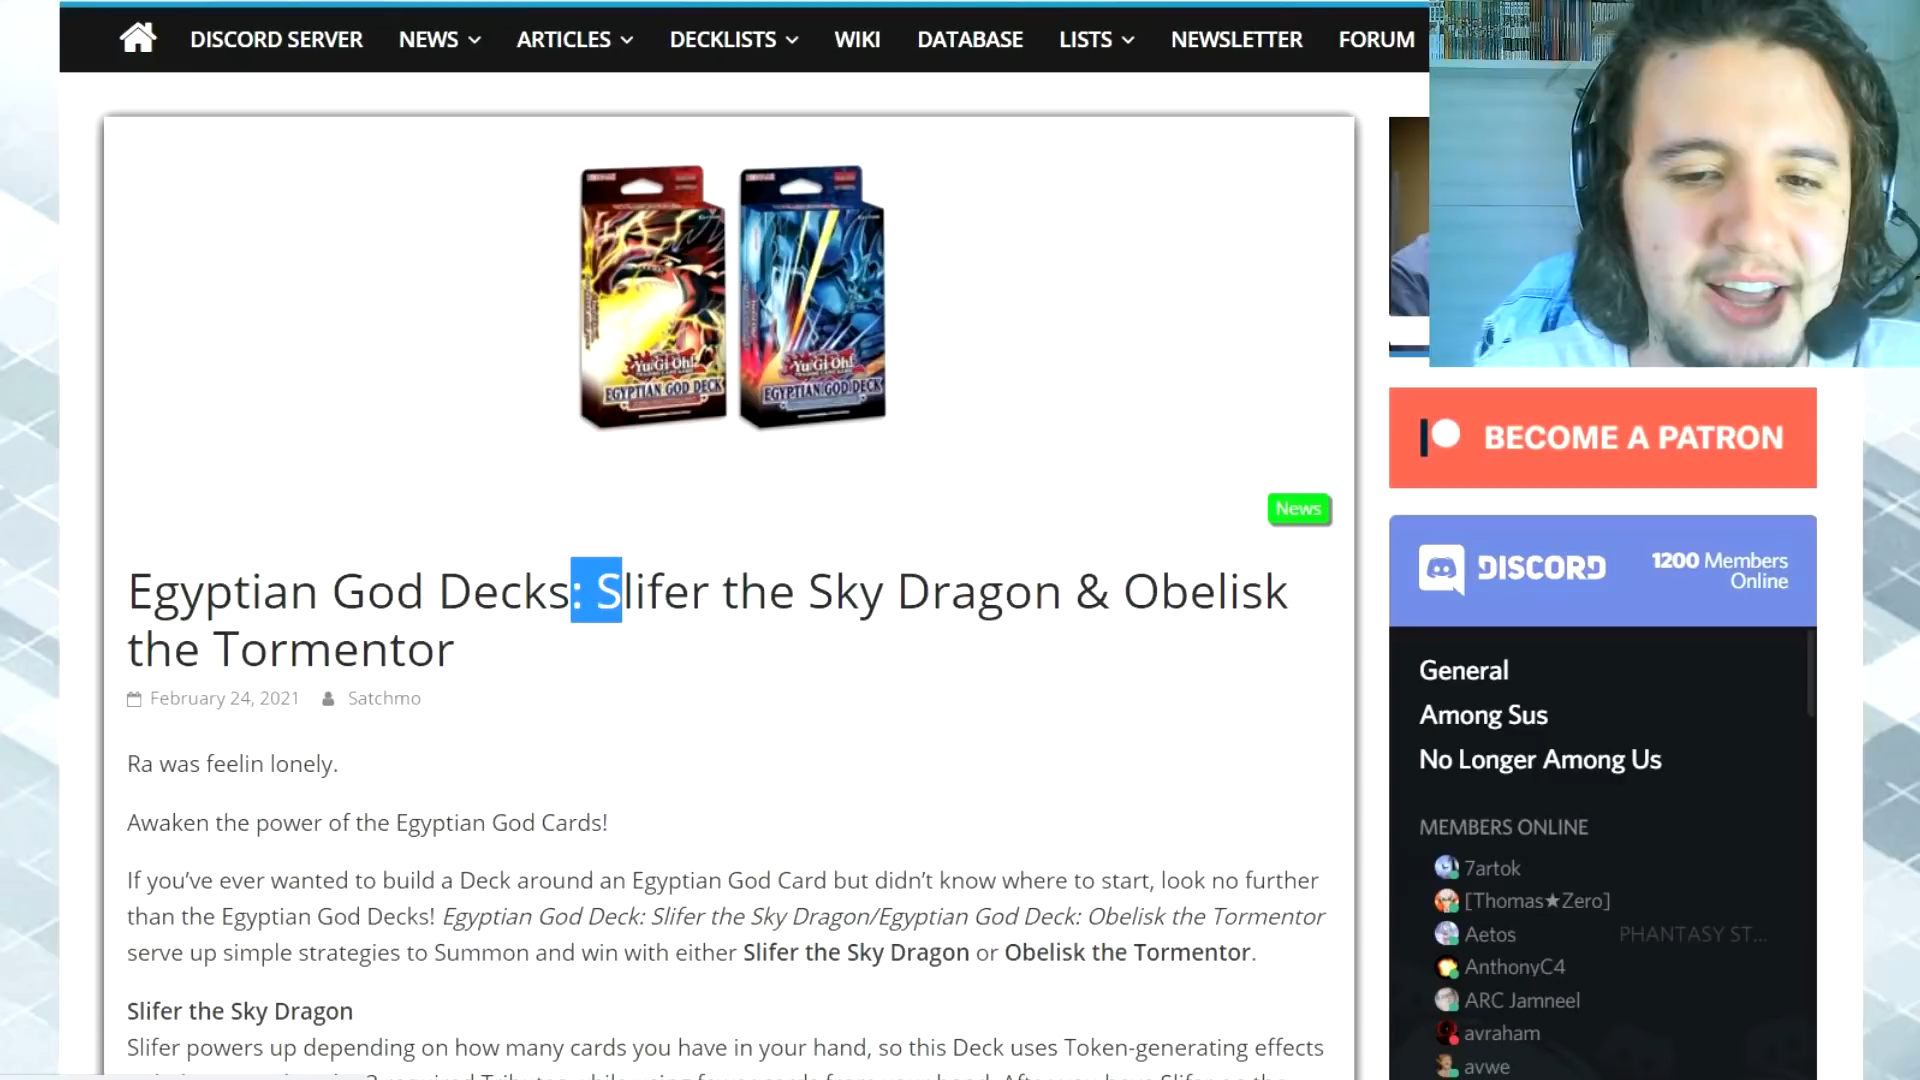 DISCORD SERVER NEWS ARTICLES DECKLISTS WIKI DATABASE LISTS NEWSLETTER FORUM
Yu-Gi-Oh!
EGYPTIAN GOD DECK
Yu-Gi-Oh!
EGYPTIAN GOD DECK
News
Egyptian God Decks: Slifer the Sky Dragon & Obelisk
the Tormentor
February 24, 2021 Satchmo
Ra was feelin lonely.
Awaken the power of the Egyptian God Cards!
If you’ve ever wanted to build a Deck around an Egyptian God Card but didn’t know where to start, look no further
than the Egyptian God Decks! Egyptian God Deck: Slifer the Sky Dragon/Egyptian God Deck: Obelisk the Tormentor
serve up simple strategies to Summon and win with either Slifer the Sky Dragon or Obelisk the Tormentor.
Slifer the Sky Dragon
Slifer powers up depending on how many cards you have in your hand, so this Deck uses Token-generating effects
BECOME A PATRON
DISCORD
1200 Members
Online
General
Among Sus
No Longer Among Us
MEMBERS ONLINE
7artok
[Thomas★Zero]
Aetos PHANTASY ST...
AnthonyC4
ARC Jamneel
avraham
avwe